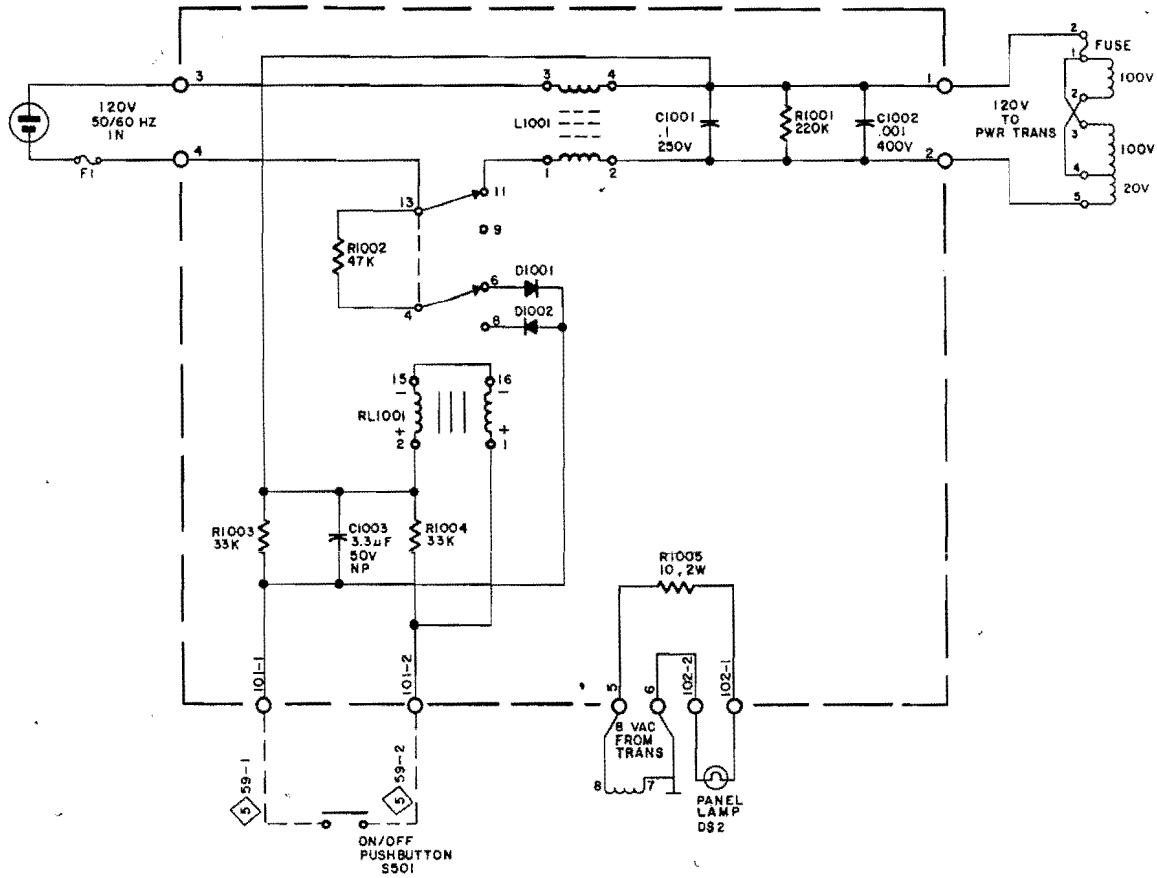 3
120V
50/60 HZ
IN
4
F1
3
4
L1001
1
2
C1001
.1
250V
R1001
220K
C1002
.001
400V
1
2
120V
TO
PWR TRANS
2
FUSE
1
100V
2
3
100V
4
20V
5
13
11
9
R1002
47K
6
D1001
4
8
D1002
15
16
-
-
RL1001
+
+
2
1
R1003
33K
C1003
3.3µF
50V
NP
R1004
33K
R1005
10, 2W
101-1
101-2
5
6
102-2
102-1
8 VAC
FROM
TRANS
8
7
PANEL
LAMP
DS2
5
59-1
5
59-2
ON/OFF
PUSHBUTTON
S501